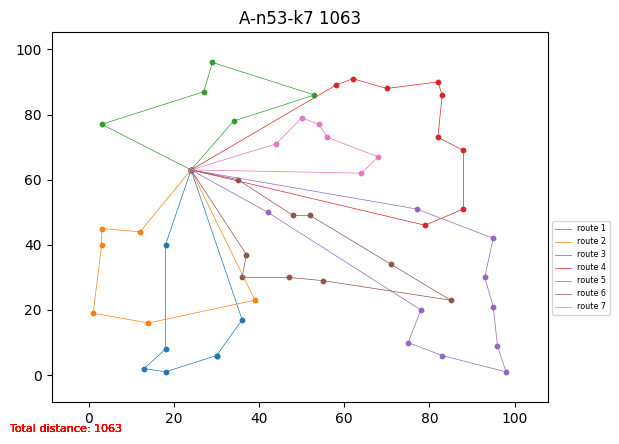 A-n53-k7 1063
100
80
60
40
20
0
0 20 40 60 80 100
route 1
route 2
route 3
route 4
route 5
route 6
route 7
Total distance: 1063